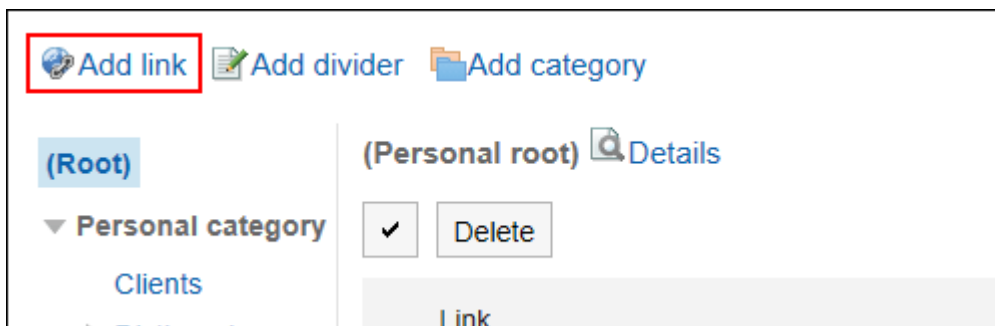 Add link Add divider Add category
(Root)
(Personal root) Details
Personal category
Delete
Clients
Link